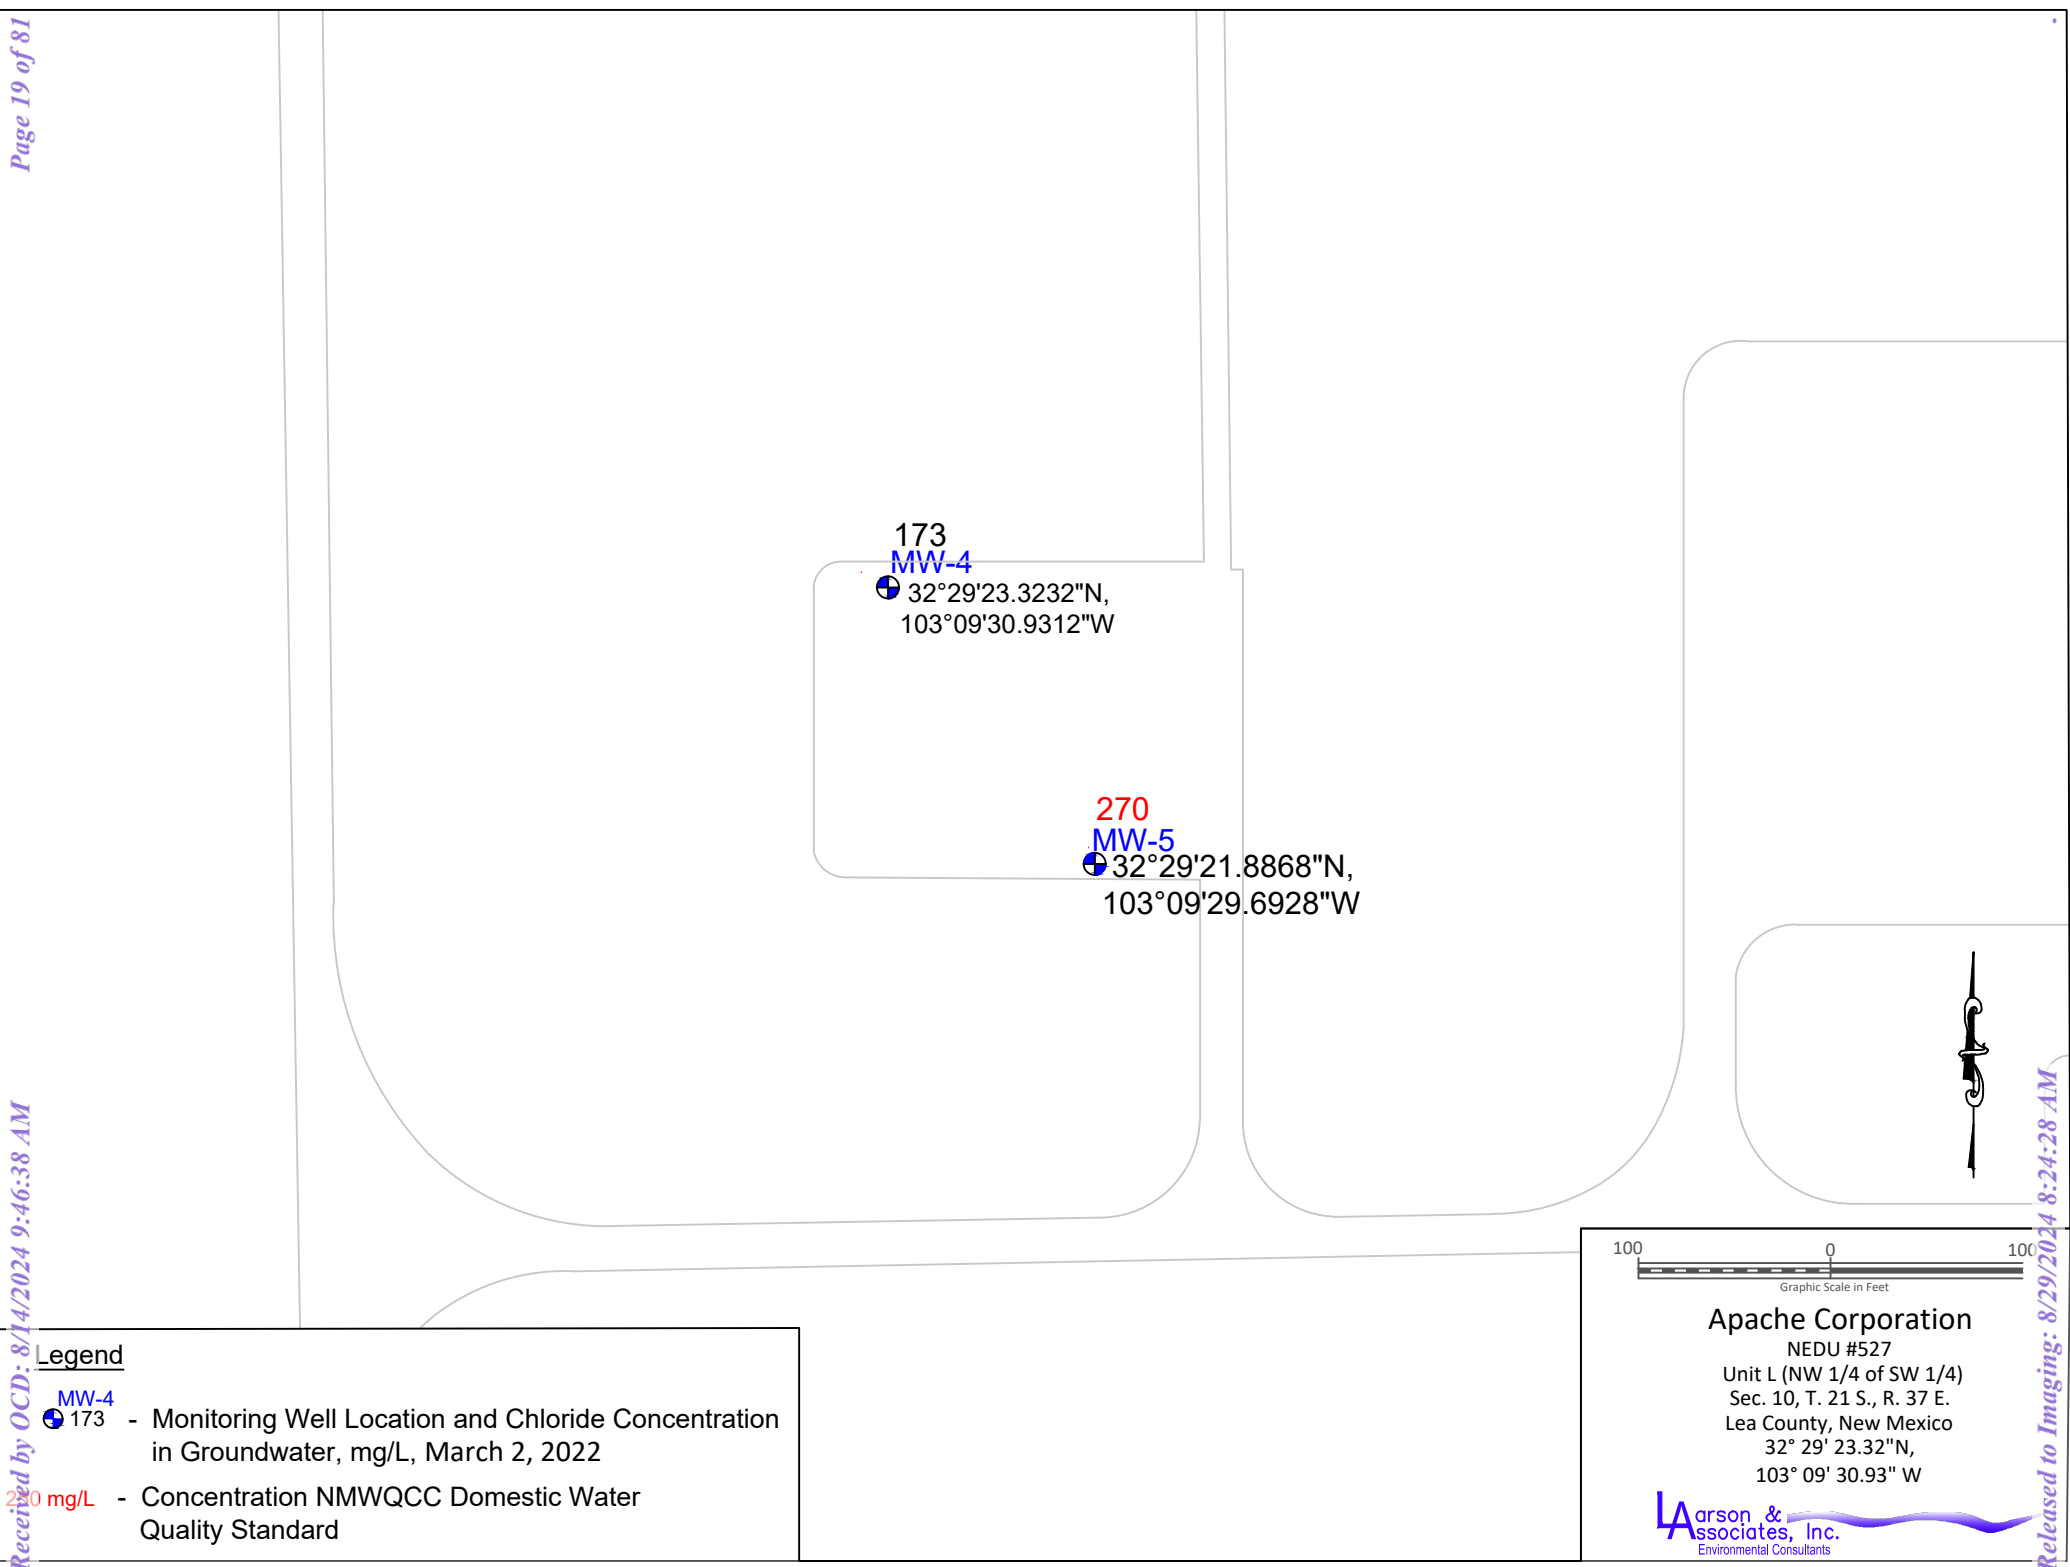 Page 19 of 81
Received by OCD: 8/14/2024 9:46:38 AM
Released to Imaging: 8/29/2024 8:24:28 AM
173
MW-4
32°29'23.3232"N,
103°09'30.9312"W
270
MW-5
32°29'21.8868"N,
103°09'29.6928"W
Legend
MW-4
173 - Monitoring Well Location and Chloride Concentration
in Groundwater, mg/L, March 2, 2022
mg/L - Concentration NMWQCC Domestic Water
Quality Standard
100 0 100
Graphic Scale in Feet
Apache Corporation
NEDU #527
Unit L (NW 1/4 of SW 1/4)
Sec. 10, T. 21 S., R. 37 E.
Lea County, New Mexico
32° 29' 23.32"N,
103° 09' 30.93" W
Larson &
Associates, Inc.
Environmental Consultants